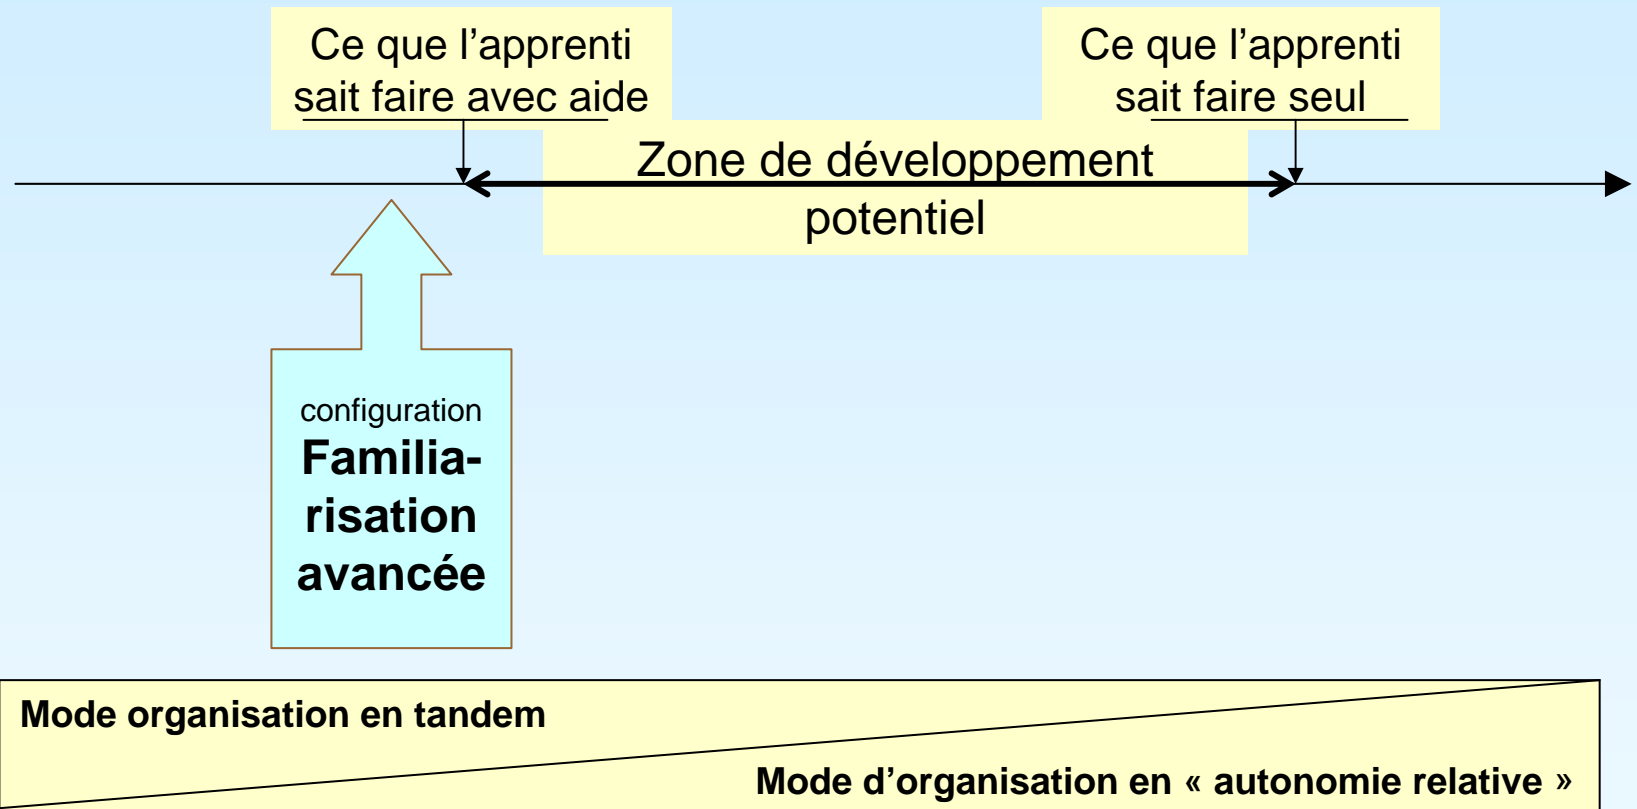 Ce que l’apprenti
sait faire avec aide
Ce que l’apprenti
sait faire seul
Zone de développement
potentiel
configuration
Familia-
risation
avancée
Mode organisation en tandem
Mode d’organisation en « autonomie relative »